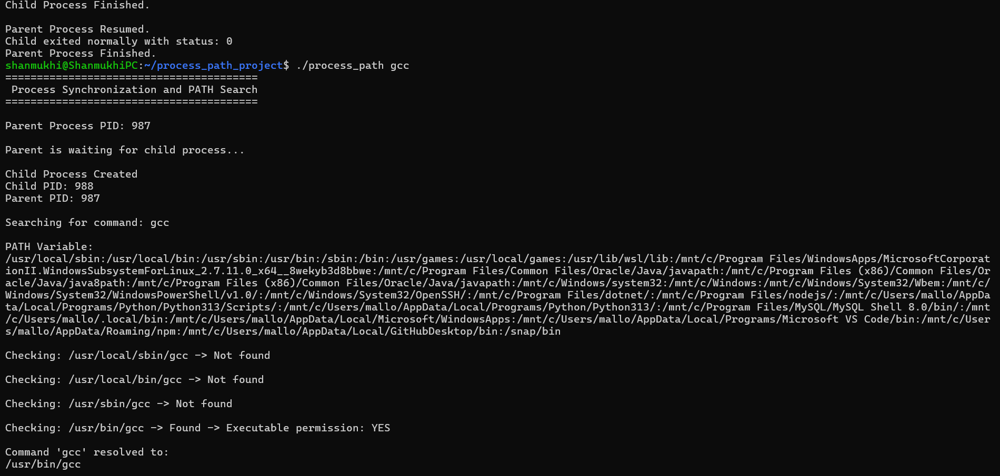 Child Process Finished.
Parent Process Resumed.
Child exited normally with status: 0
Parent Process Finished.
shanmukhi@ShanmukhiPC:~/process_path_project$ ./process_path gcc
========================================
 Process Synchronization and PATH Search
========================================
Parent Process PID: 987
Parent is waiting for child process...
Child Process Created
Child PID: 988
Parent PID: 987
Searching for command: gcc
PATH Variable:
/usr/local/sbin:/usr/local/bin:/usr/sbin:/usr/bin:/sbin:/bin:/usr/games:/usr/local/games:/usr/lib/wsl/lib:/mnt/c/Program Files/WindowsApps/MicrosoftCorporat
ionII.WindowsSubsystemForLinux_2.7.11.0_x64__8wekyb3d8bbwe:/mnt/c/Program Files/Common Files/Oracle/Java/javapath:/mnt/c/Program Files (x86)/Common Files/Or
acle/Java/java8path:/mnt/c/Program Files (x86)/Common Files/Oracle/Java/javapath:/mnt/c/Windows/system32:/mnt/c/Windows:/mnt/c/Windows/System32/Wbem:/mnt/c/
Windows/System32/WindowsPowerShell/v1.0/:/mnt/c/Windows/System32/OpenSSH/:/mnt/c/Program Files/dotnet/:/mnt/c/Program Files/nodejs/:/mnt/c/Users/mallo/AppDa
ta/Local/Programs/Python/Python313/Scripts/:/mnt/c/Users/mallo/AppData/Local/Programs/Python/Python313/:/mnt/c/Program Files/MySQL/MySQL Shell 8.0/bin/:/mnt
/c/Users/mallo/.local/bin:/mnt/c/Users/mallo/AppData/Local/Microsoft/WindowsApps:/mnt/c/Users/mallo/AppData/Local/Programs/Microsoft VS Code/bin:/mnt/c/User
s/mallo/AppData/Roaming/npm:/mnt/c/Users/mallo/AppData/Local/GitHubDesktop/bin:/snap/bin
Checking: /usr/local/sbin/gcc -> Not found
Checking: /usr/local/bin/gcc -> Not found
Checking: /usr/sbin/gcc -> Not found
Checking: /usr/bin/gcc -> Found -> Executable permission: YES
Command 'gcc' resolved to:
/usr/bin/gcc